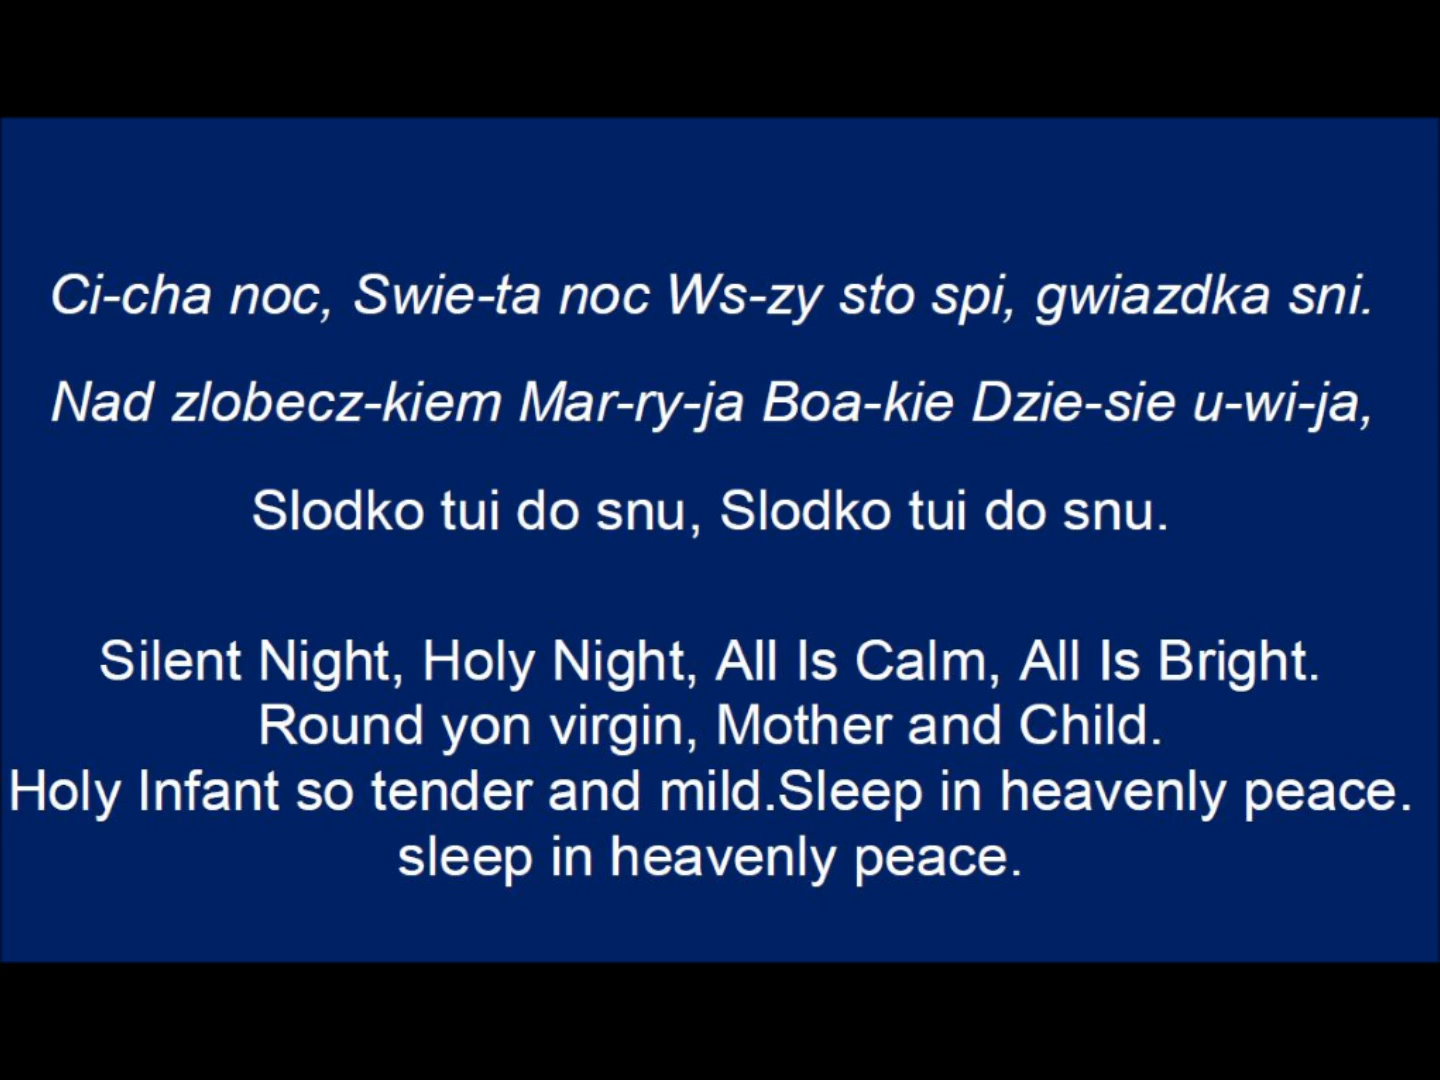 Ci-cha noc, Swie-ta noc Ws-zy sto spi, gwiazdka sni.
Nad zlobecz-kiem Mar-ry-ja Boa-kie Dzie-sie u-wi-ja,
Slodko tui do snu, Slodko tui do snu.
Silent Night, Holy Night, All Is Calm, All Is Bright.
Round yon virgin, Mother and Child.
Holy Infant so tender and mild.Sleep in heavenly peace.
sleep in heavenly peace.